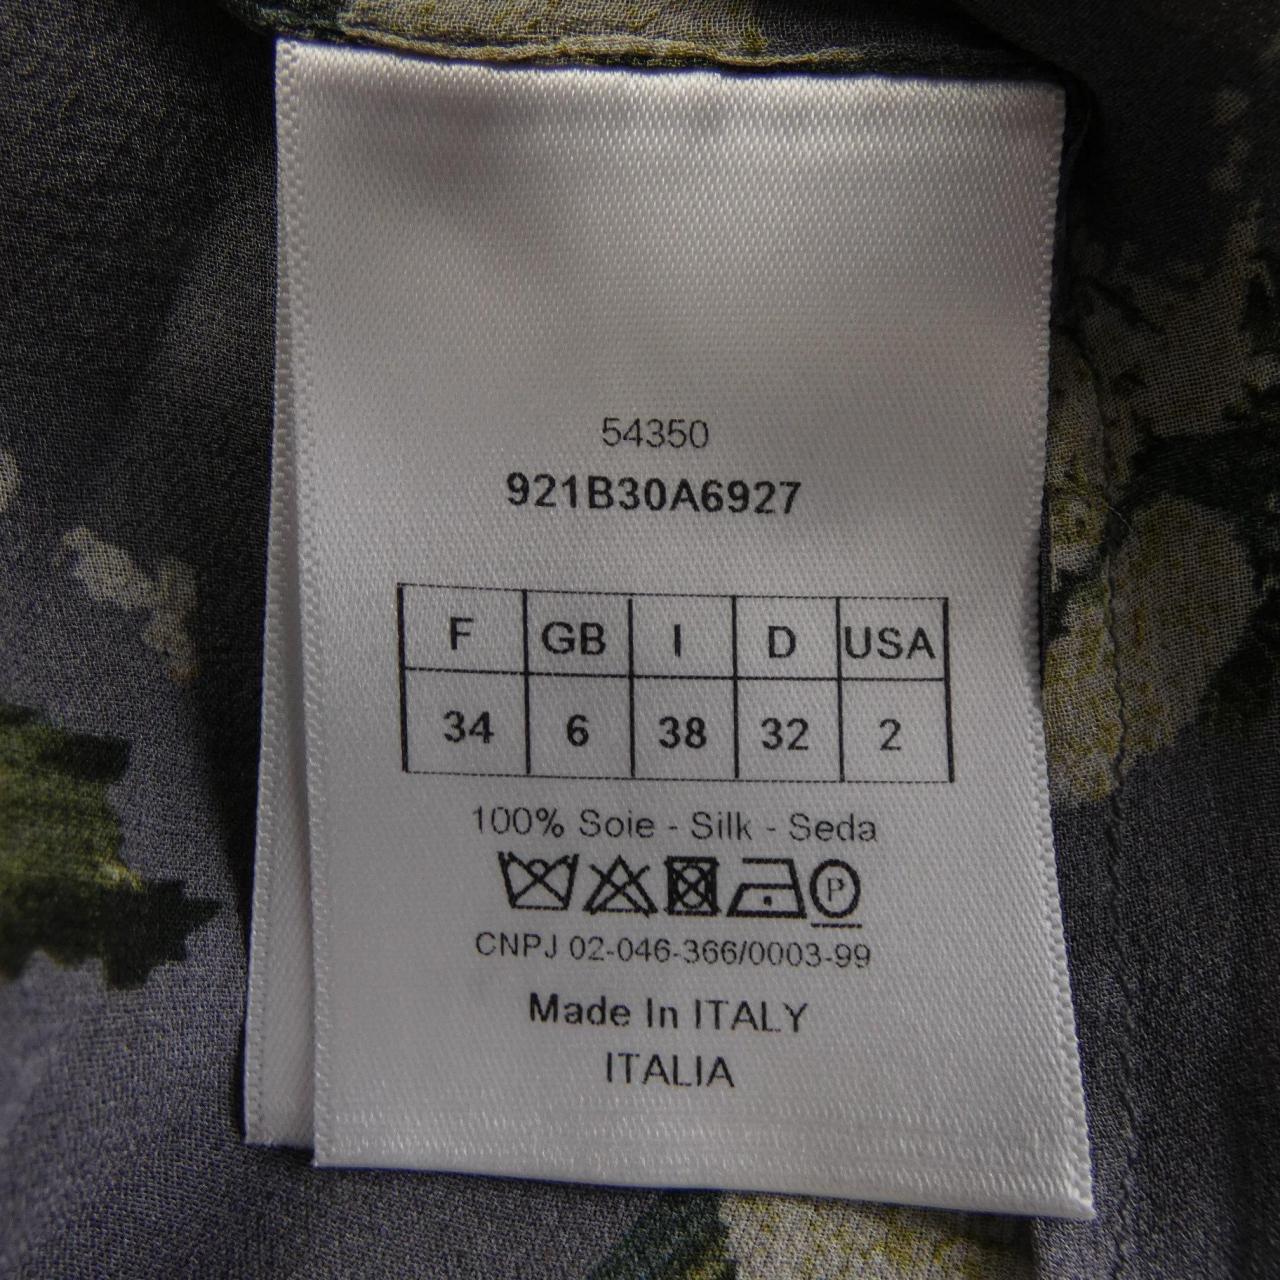 54350
921B30A6927
F GB I D USA
34 6 38 32 2
100% Soie - Silk - Seda
P
CNPJ 02-046-366/0003-99
Made In ITALY
ITALIA